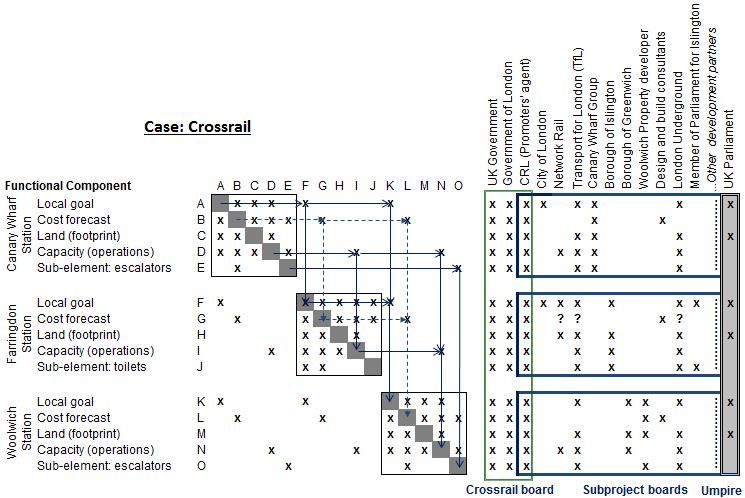 Case: Crossrail
UK Government
Government of London
CRL (Promoters' agent)
City of London
Network Rail
Transport for London (TfL)
Canary Wharf Group
Borough of Islington
Borough of Greenwich
Woolwich Property developer
Design and build consultants
London Underground
Member of Parliament for Islington
...Other development partners
UK Parliament
Functional Component A B C D E F G H I J K L M N O
Canary Wharf
Station
Local goal A x x x x x x x x x x x x
Cost forecast B x x x x x x x x x x x
Land (footprint) C x x x x x x x x x x
Capacity (operations) D x x x x x x x x x x x x x
Sub-element: escalators E x x x x x x x
Farringdon
Station
Local goal F x x x x x x x x x x x x x x x x x
Cost forecast G x x x x x x x x x ? ? x ?
Land (footprint) H x x x x x x x x x x x
Capacity (operations) I x x x x x x x x x x x x
Sub-element: toilets J x x x x x x x x
Woolwich
Station
Local goal K x x x x x x x x x x x x
Cost forecast L x x x x x x x x x x x
Land (footprint) M x x x x x x x x x x
Capacity (operations) N x x x x x x x x x x x x
Sub-element: escalators O x x x x x x x
Crossrail board Subproject boards Umpire